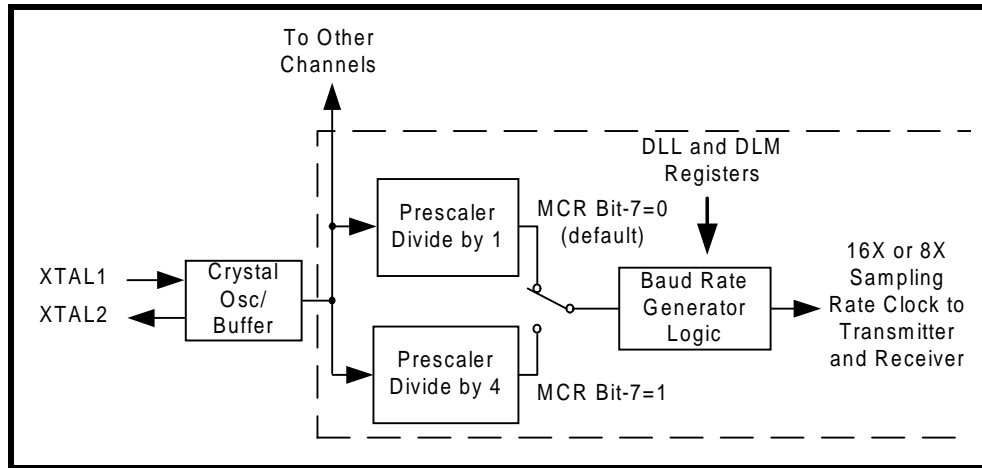 To Other
Channels
DLL and DLM
Registers
Prescaler
Divide by 1
MCR Bit-7=0
(default)
16X or 8X
Sampling
Rate Clock to
Transmitter
and Receiver
XTAL1
XTAL2
Crystal
Osc/
Buffer
Baud Rate
Generator
Logic
Prescaler
Divide by 4
MCR Bit-7=1